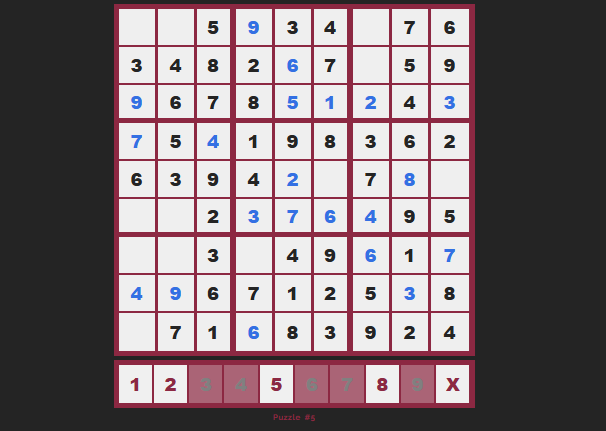 5 9 3 4 7 6
3 4 8 2 6 7 5 9
9 6 7 8 5 1 2 4 3
7 5 4 1 9 8 3 6 2
6 3 9 4 2 7 8
2 3 7 6 4 9 5
3 4 9 6 1 7
4 9 6 7 1 2 5 3 8
7 1 6 8 3 9 2 4
1 2 3 4 5 6 7 8 9 X
Puzzle #5